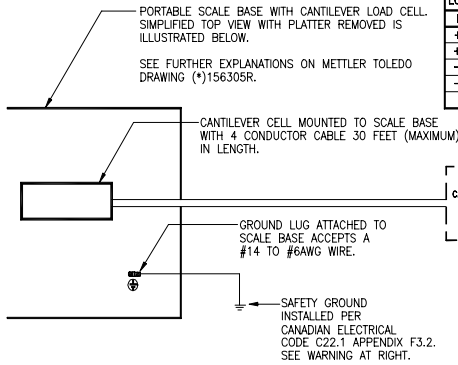 PORTABLE SCALE BASE WITH CANTILEVER LOAD CELL.
SIMPLIFIED TOP VIEW WITH PLATTER REMOVED IS
ILLUSTRATED BELOW.
SEE FURTHER EXPLANATIONS ON METTLER TOLEDO
DRAWING (*)156305R.
CANTILEVER CELL MOUNTED TO SCALE BASE
WITH 4 CONDUCTOR CABLE 30 FEET (MAXIMUM)
IN LENGTH.
GROUND LUG ATTACHED TO
SCALE BASE ACCEPTS A
#14 TO #6AWG WIRE.
SAFETY GROUND
INSTALLED PER
CANADIAN ELECTRICAL
CODE C22.1 APPENDIX F3.2.
SEE WARNING AT RIGHT.